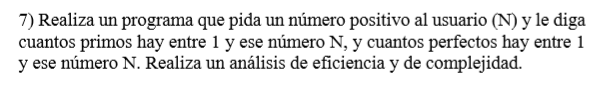 7) Realiza un programa que pida un número positivo al usuario (N) y le diga
cuantos primos hay entre 1 y ese número N, y cuantos perfectos hay entre 1
y ese número N. Realiza un análisis de eficiencia y de complejidad.